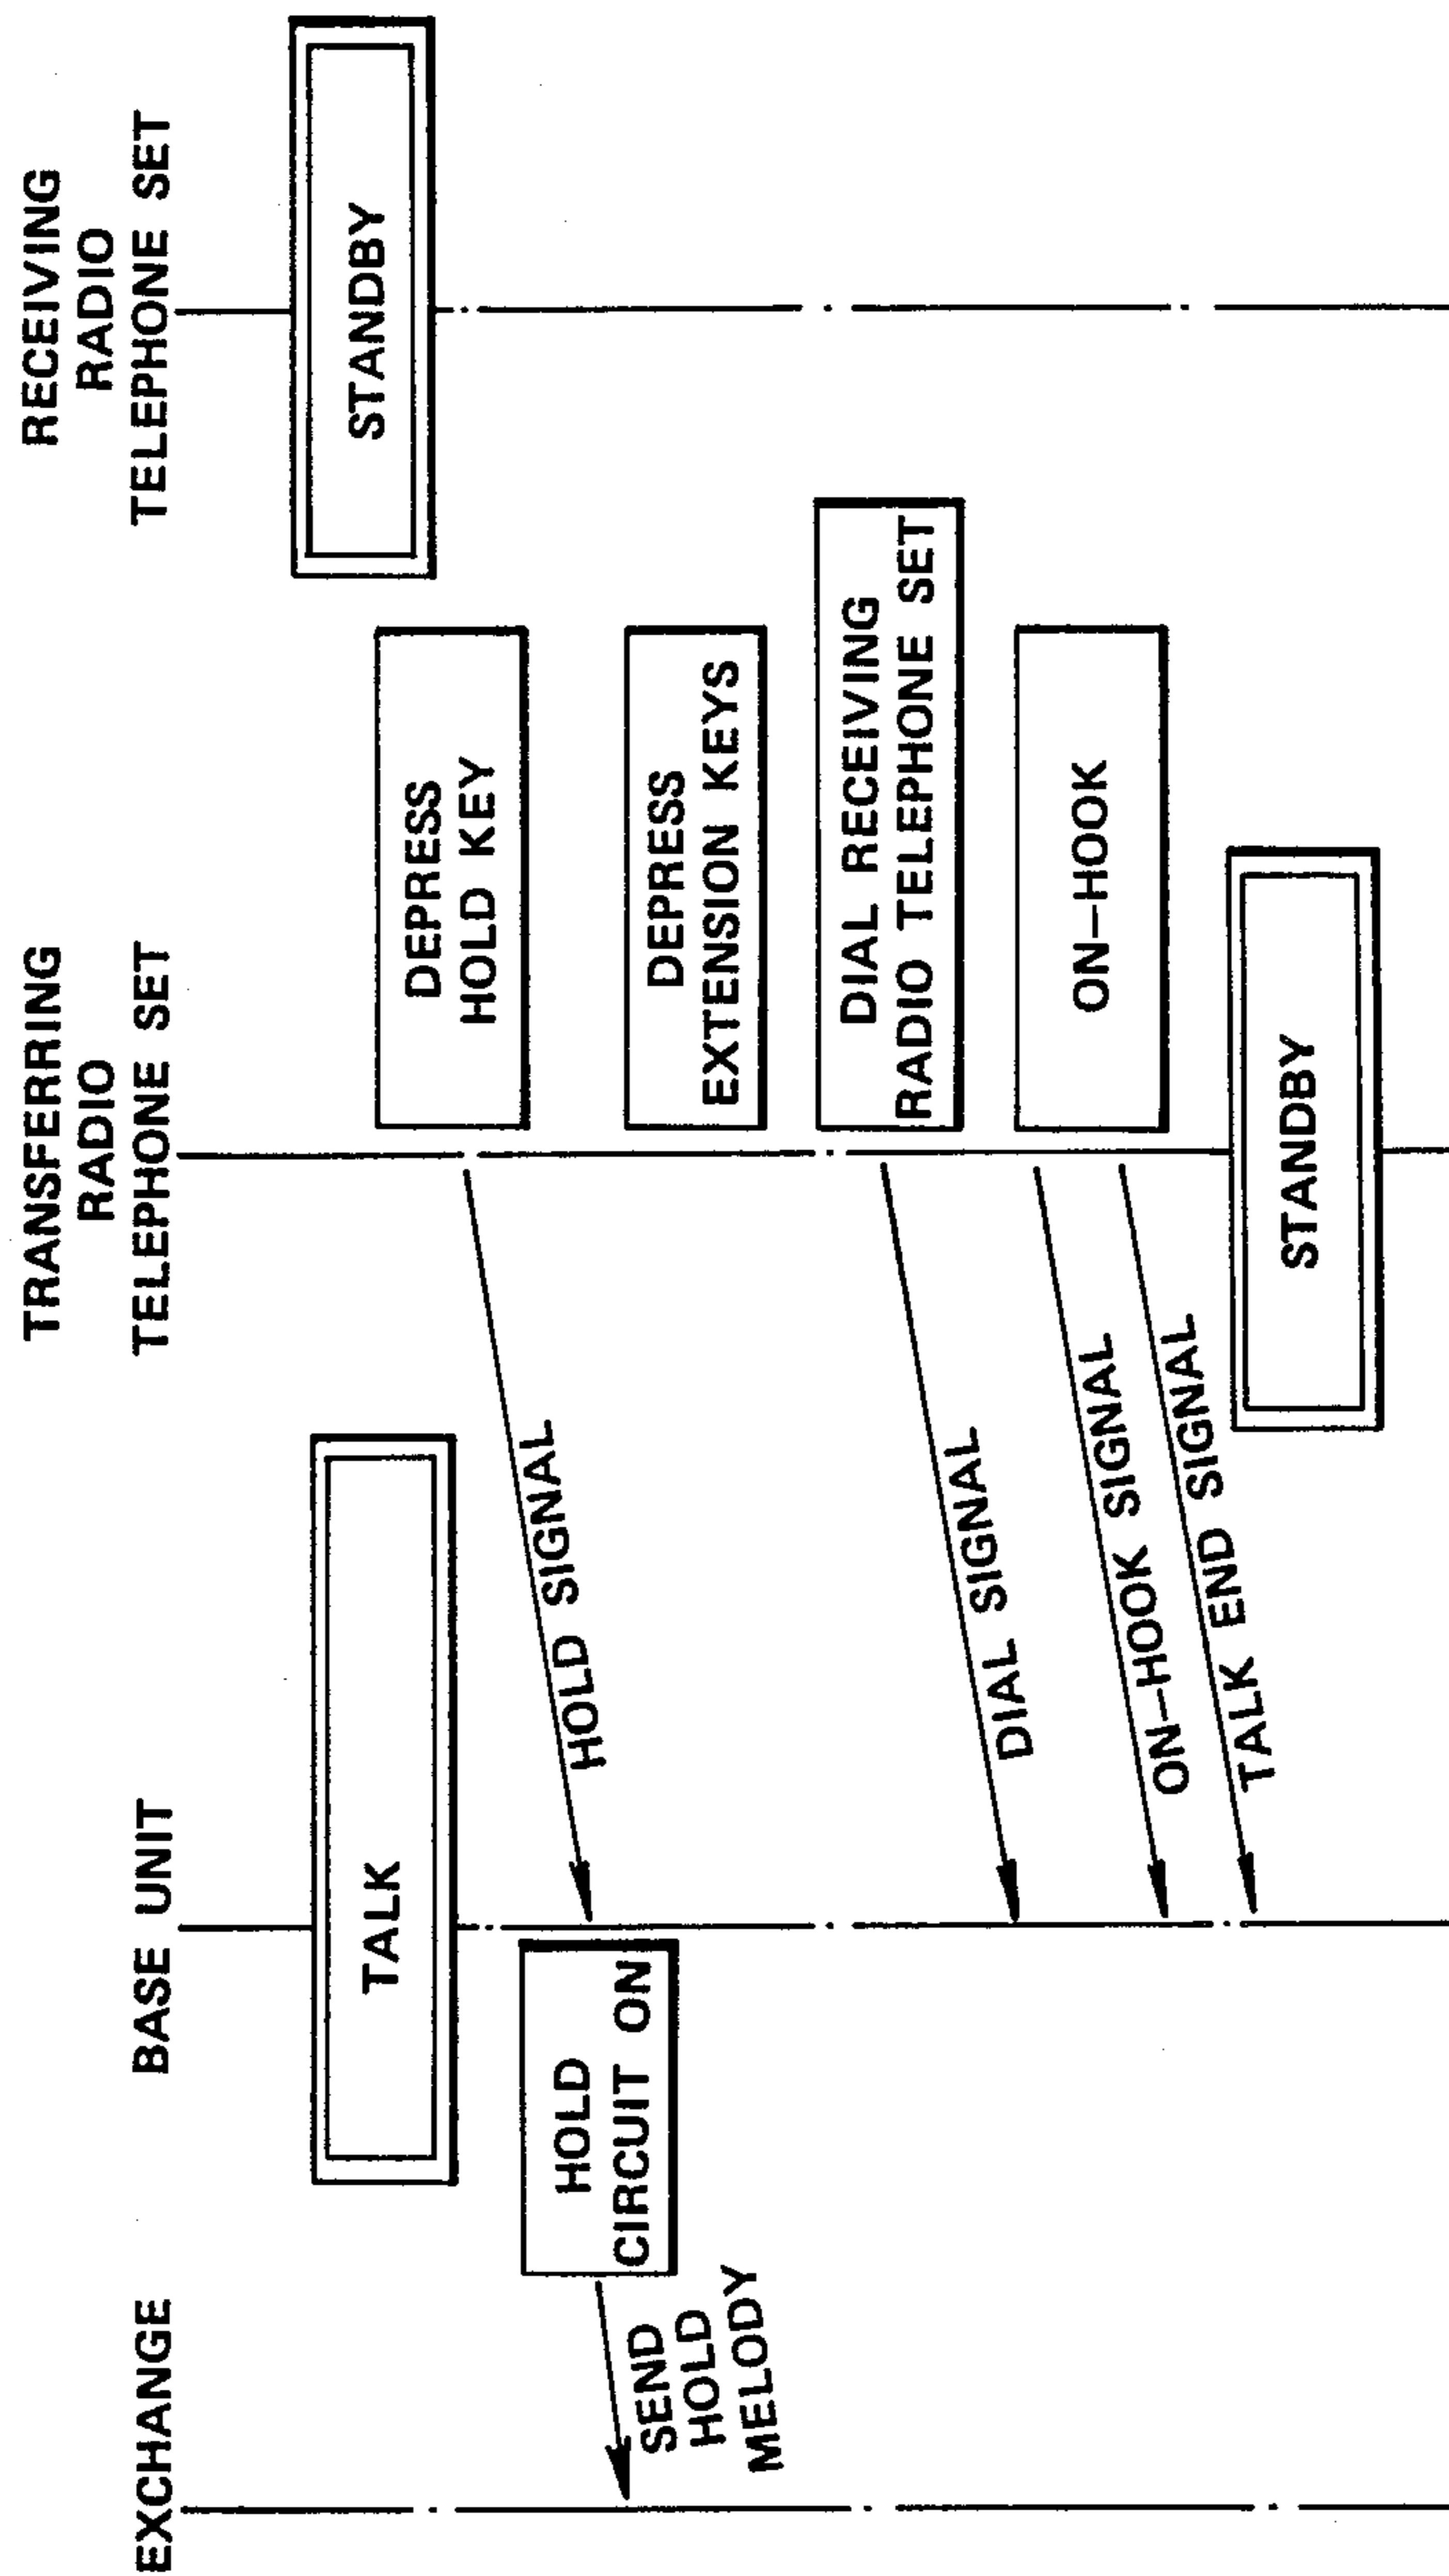 EXCHANGE
BASE UNIT
TRANSFERRING
RADIO
TELEPHONE SET
RECEIVING
RADIO
TELEPHONE SET
TALK
STANDBY
DEPRESS
HOLD KEY
HOLD SIGNAL
HOLD
CIRCUIT ON
SEND
HOLD
MELODY
DEPRESS
EXTENSION KEYS
DIAL RECEIVING
RADIO TELEPHONE SET
DIAL SIGNAL
ON-HOOK
ON-HOOK SIGNAL
TALK END SIGNAL
STANDBY